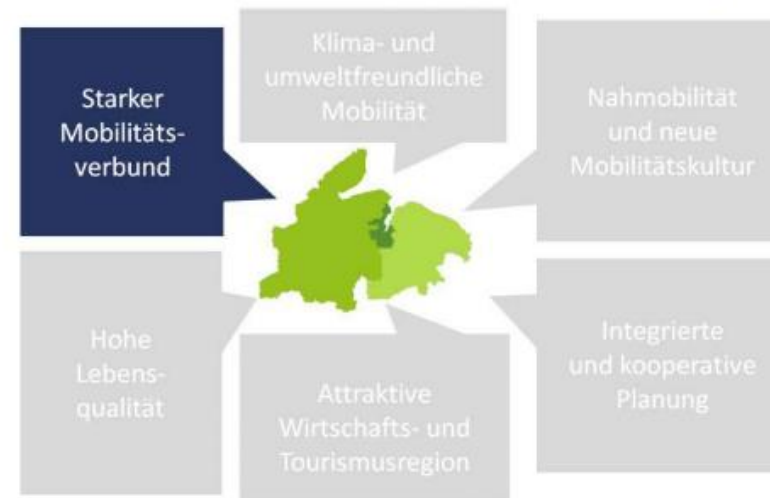 Starker
Mobilitäts-
verbund
Klima- und
umweltfreundliche
Mobilität
Nahmobilität
und neue
Mobilitätskultur
Hohe
Lebens-
qualität
Attraktive
Wirtschafts- und
Tourismusregion
Integrierte
und kooperative
Planung